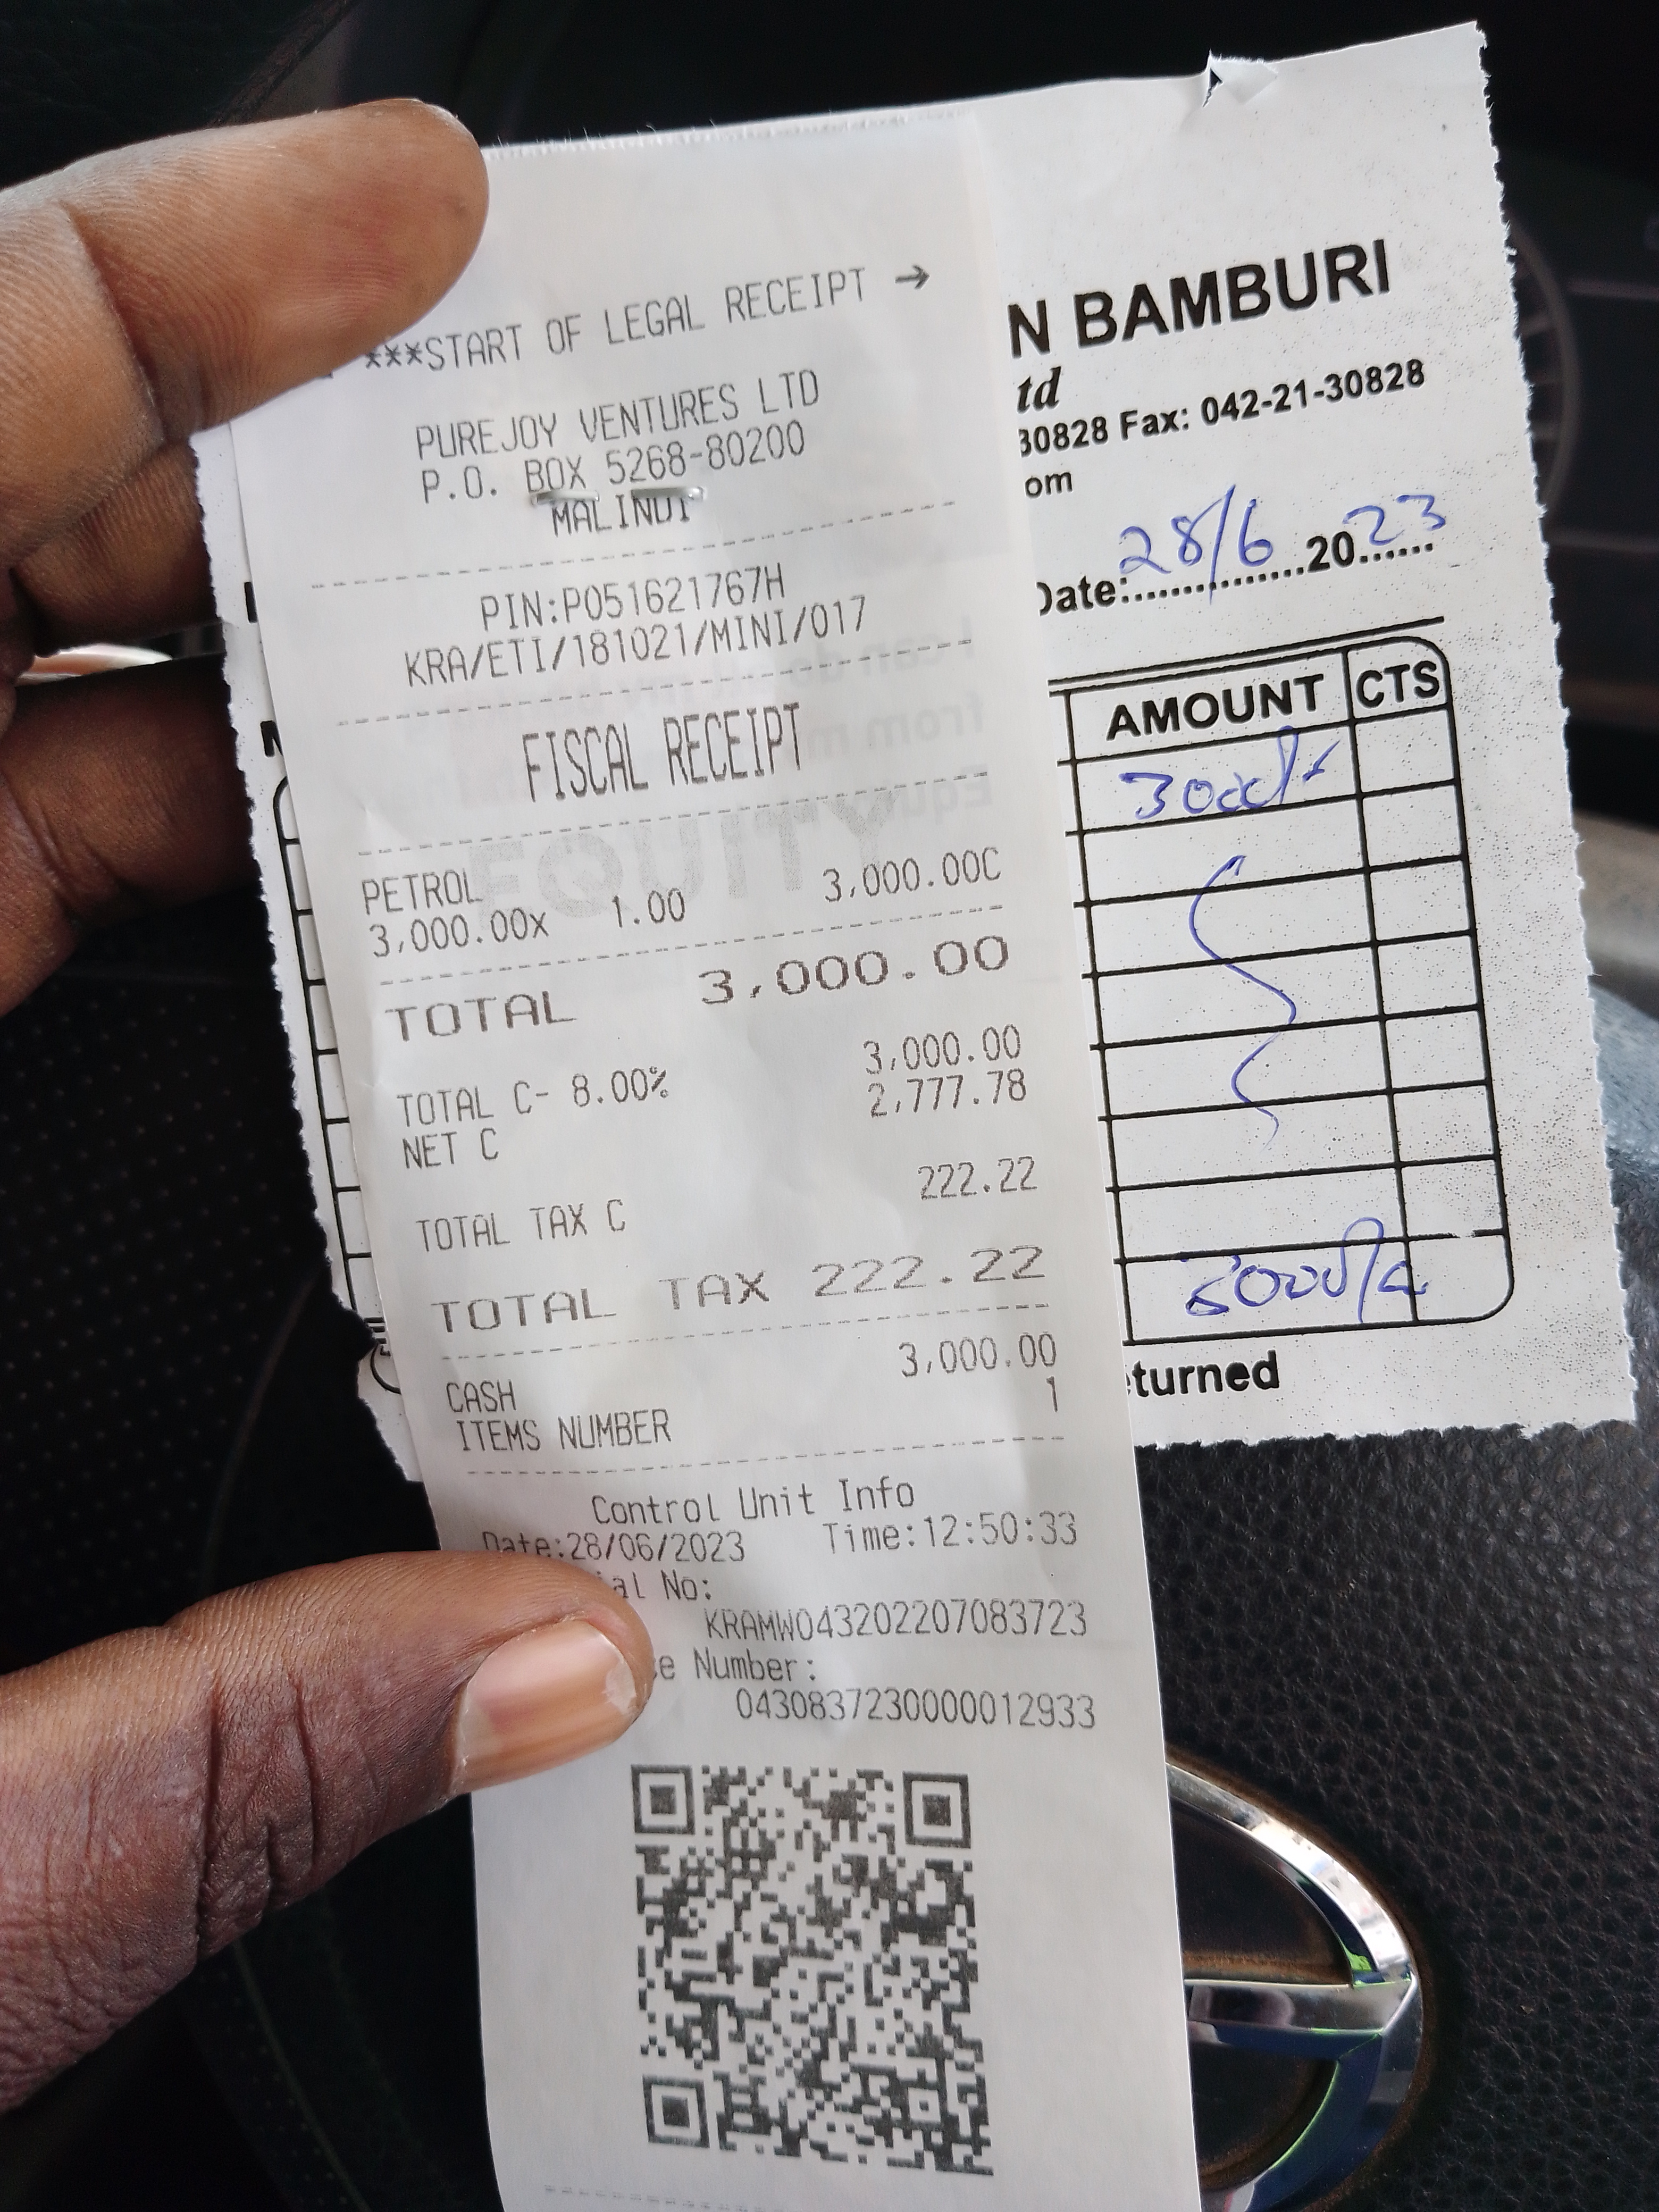 ***START OF LEGAL RECEIPT →
PUREJOY VENTURES LTD
P.O. BOX 5268-80200
MALINDI
PIN:P051621767H
KRA/ETI/181021/MINI/017
FISCAL RECEIPT
PETROL
3,000.00x 1.00 3,000.00C
TOTAL 3,000.00
TOTAL C- 8.00% 3,000.00
NET C 2,777.78
TOTAL TAX C 222.22
TOTAL TAX 222.22
CASH 3,000.00
ITEMS NUMBER 1
Control Unit Info
Date:28/06/2023 Time:12:50:33
ial No:
KRAMW043202207083723
e Number:
0430837230000012933
EQUITY
N BAMBURI
td
30828 Fax: 042-21-30828
om
Date: 28/6 2023
AMOUNT CTS
3000/-
3000/-
eturned